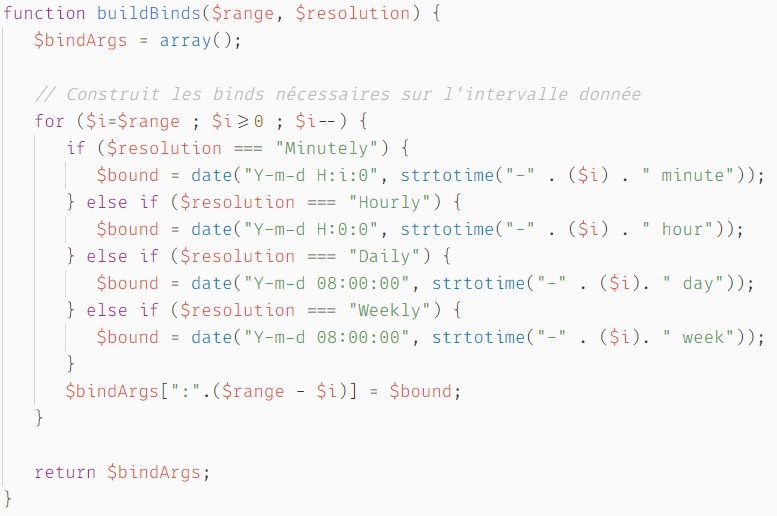 function buildBinds($range, $resolution) {
$bindArgs = array();
// Construit les binds nécessaires sur l'intervalle donnée
for ($i=$range ; $i>=0 ; $i--) {
if ($resolution === "Minutely") {
$bound = date("Y-m-d H:i:0", strtotime("-" . ($i) . " minute"));
} else if ($resolution === "Hourly") {
$bound = date("Y-m-d H:0:0", strtotime("-" . ($i) . " hour"));
} else if ($resolution === "Daily") {
$bound = date("Y-m-d 08:00:00", strtotime("-" . ($i). " day"));
} else if ($resolution === "Weekly") {
$bound = date("Y-m-d 08:00:00", strtotime("-" . ($i). " week"));
}
$bindArgs[":".($range - $i)] = $bound;
}
return $bindArgs;
}